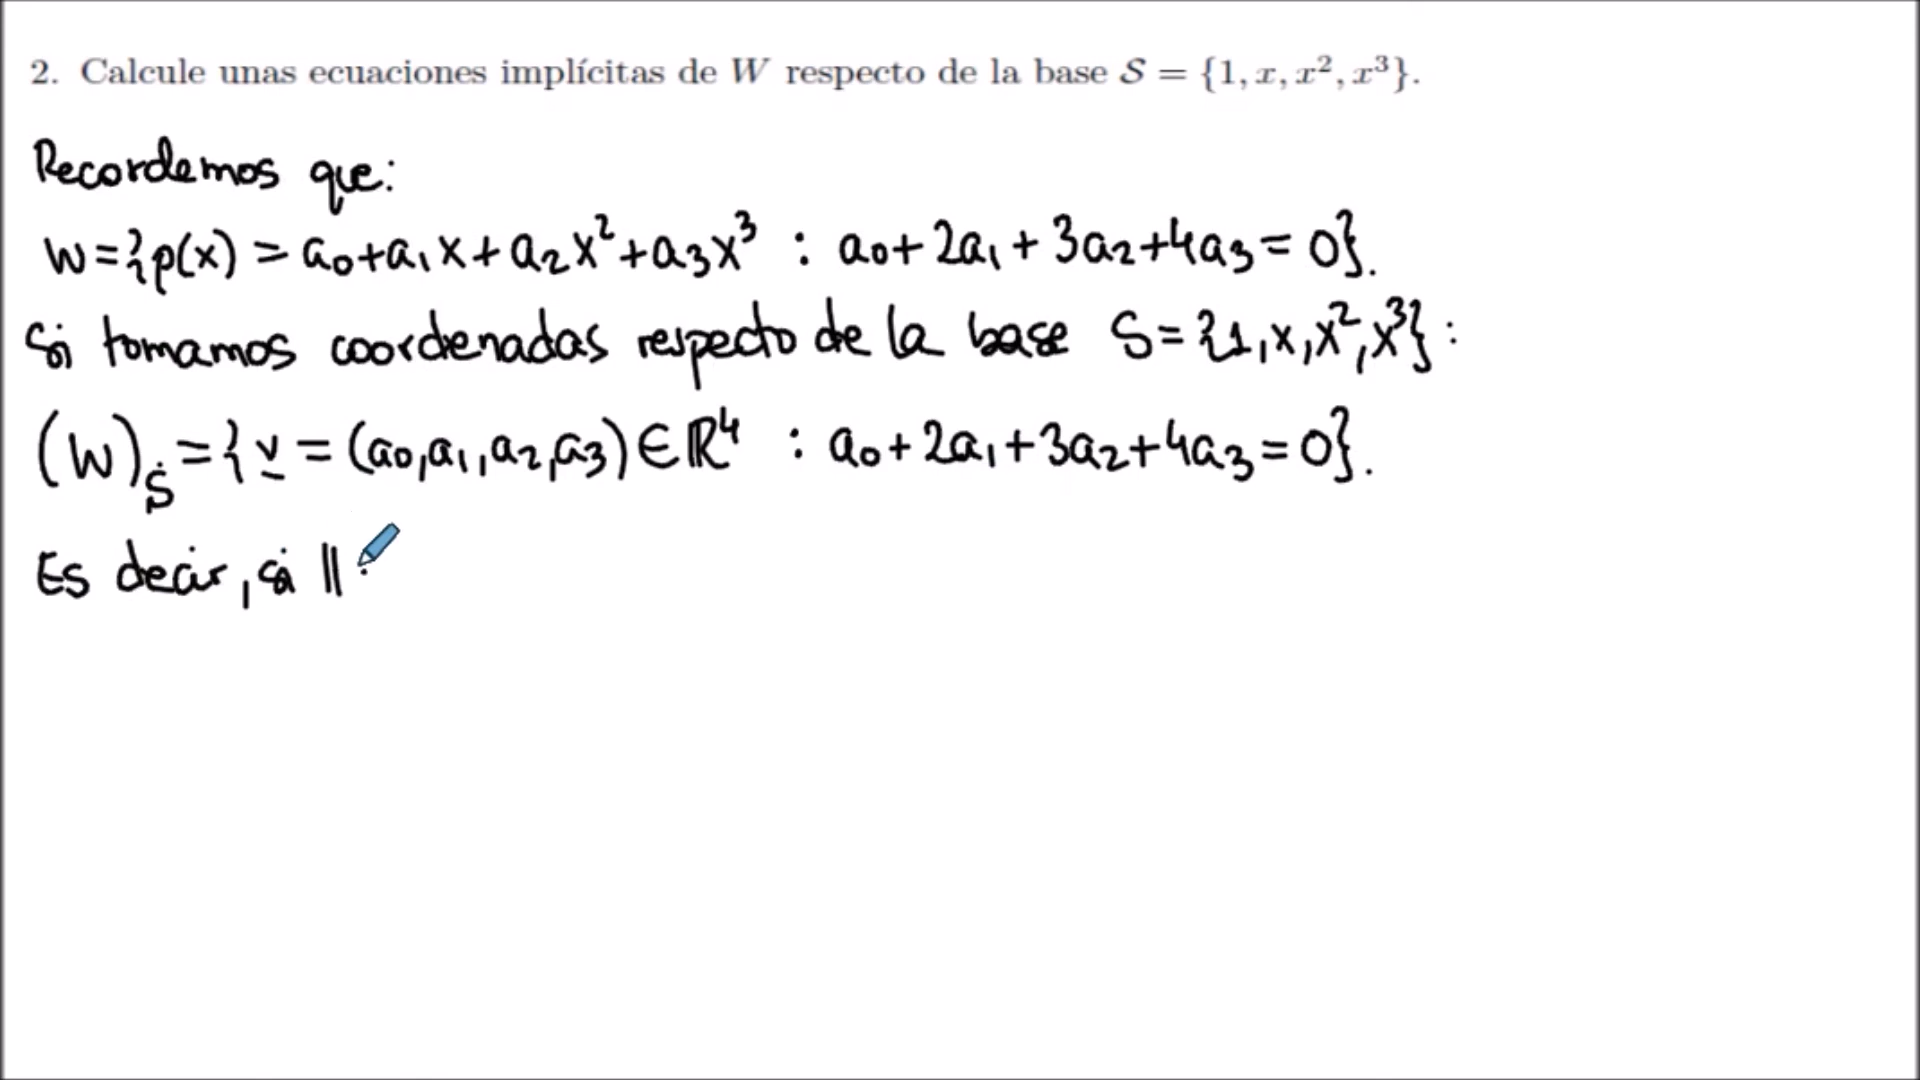 2. Calcule unas ecuaciones implícitas de W respecto de la base S = {1, x, x², x³}.
Recordemos que:
W={p(x) = a₀+a₁x+a₂x²+a₃x³ : a₀+2a₁+3a₂+4a₃=0}.
Si tomamos coordenadas respecto de la base S={1,x,x²,x³}:
(W)ₛ={v=(a₀,a₁,a₂,a₃)∈ℝ⁴ : a₀+2a₁+3a₂+4a₃=0}.
Es decir, si